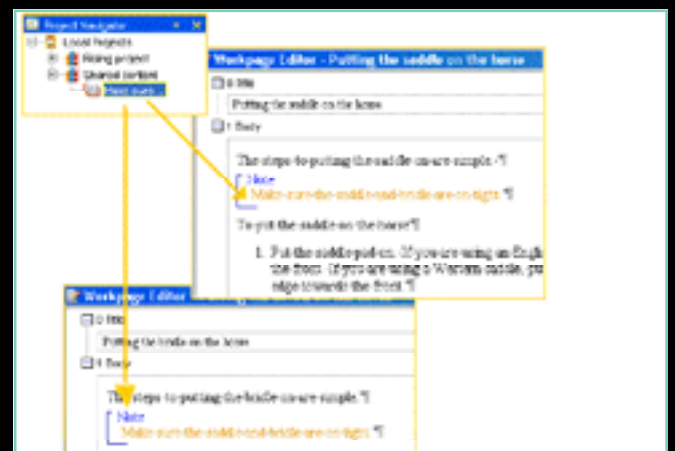 Project Navigator
Local Projects
Riding project
Shared content
Make sure...
Workpage Editor - Putting the saddle on the horse
0 Title
Putting the saddle on the horse
1 Body
The steps to putting the saddle on are simple. ¶
Note
Make sure the saddle and bridle are on tight. ¶
To put the saddle on the horse ¶
1. Put the saddle pad on. If you are using an Engli
the front. If you are using a Western saddle, pu
edge towards the front. ¶
Workpage Editor
0 Title
Putting the bridle on the horse
1 Body
The steps to putting the bridle on are simple. ¶
Note
Make sure the saddle and bridle are on tight. ¶